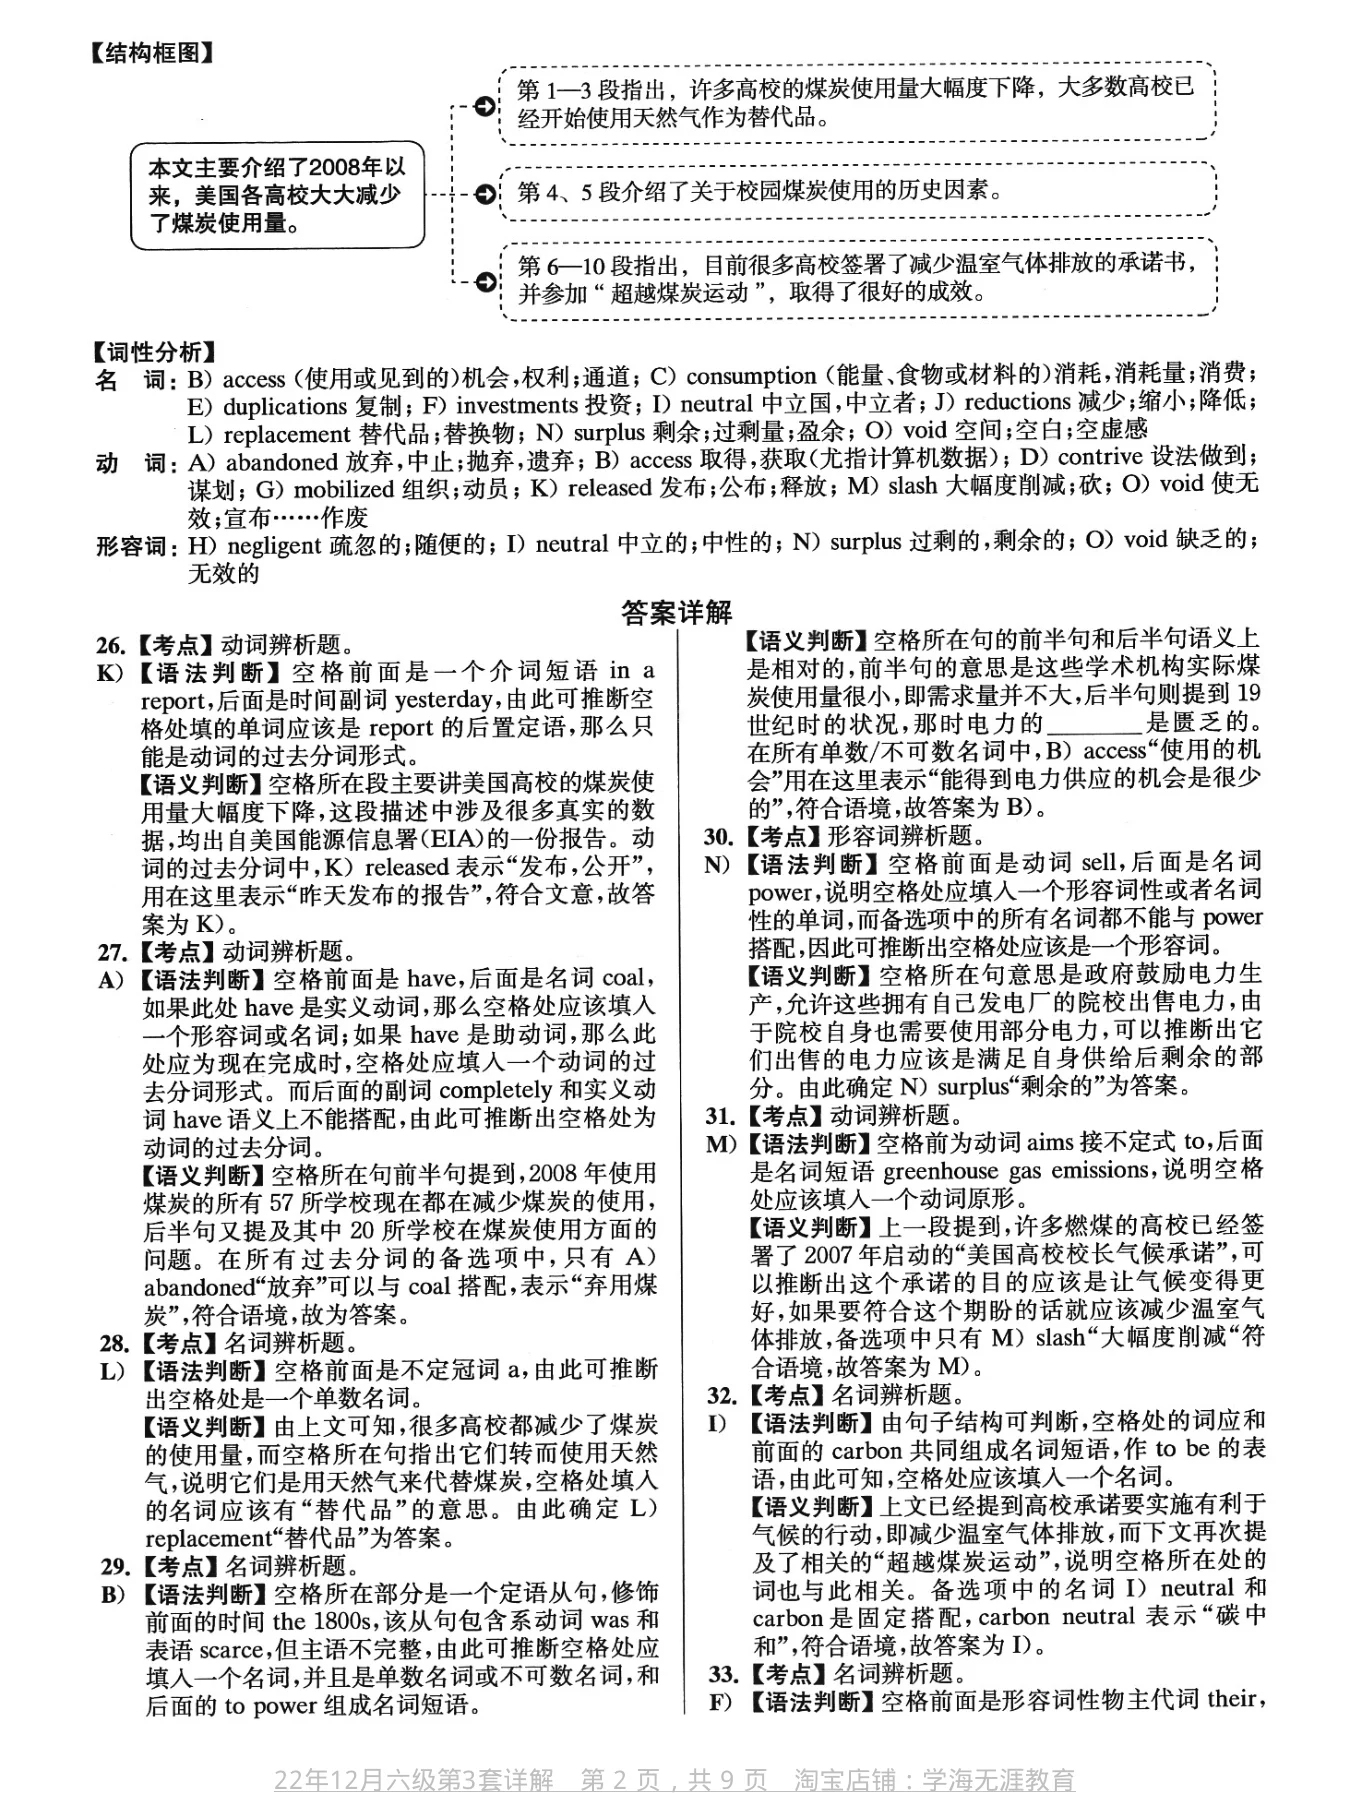 【结构框图】
第 1—3 段指出，许多高校的煤炭使用量大幅度下降，大多数高校已
经开始使用天然气作为替代品。
本文主要介绍了2008年以
来，美国各高校大大减少
了煤炭使用量。
第 4、5 段介绍了关于校园煤炭使用的历史因素。
第 6—10 段指出，目前很多高校签署了减少温室气体排放的承诺书，
并参加“超越煤炭运动”，取得了很好的成效。
【词性分析】
名　词：B）access（使用或见到的）机会，权利；通道；C）consumption（能量、食物或材料的）消耗，消耗量；消费；
E）duplications 复制；F）investments 投资；I）neutral 中立国，中立者；J）reductions 减少；缩小；降低；
L）replacement 替代品；替换物；N）surplus 剩余；过剩量；盈余；O）void 空间；空白；空虚感
动　词：A）abandoned 放弃，中止；抛弃，遗弃；B）access 取得，获取（尤指计算机数据）；D）contrive 设法做到；
谋划；G）mobilized 组织；动员；K）released 发布；公布；释放；M）slash 大幅度削减；砍；O）void 使无
效；宣布……作废
形容词：H）negligent 疏忽的；随便的；I）neutral 中立的；中性的；N）surplus 过剩的，剩余的；O）void 缺乏的；
无效的
答案详解
26.【考点】动词辨析题。
K）【语法判断】空格前面是一个介词短语 in a
report，后面是时间副词 yesterday，由此可推断空
格处填的单词应该是 report 的后置定语，那么只
能是动词的过去分词形式。
【语义判断】空格所在段主要讲美国高校的煤炭使
用量大幅度下降，这段描述中涉及很多真实的数
据，均出自美国能源信息署（EIA）的一份报告。动
词的过去分词中，K）released 表示“发布，公开”，
用在这里表示“昨天发布的报告”，符合文意，故答
案为 K）。
27.【考点】动词辨析题。
A）【语法判断】空格前面是 have，后面是名词 coal，
如果此处 have 是实义动词，那么空格处应该填入
一个形容词或名词；如果 have 是助动词，那么此
处应为现在完成时，空格处应填入一个动词的过
去分词形式。而后面的副词 completely 和实义动
词 have 语义上不能搭配，由此可推断出空格处为
动词的过去分词。
【语义判断】空格所在句前半句提到，2008 年使用
煤炭的所有 57 所学校现在都在减少煤炭的使用，
后半句又提及其中 20 所学校在煤炭使用方面的
问题。在所有过去分词的备选项中，只有 A）
abandoned“放弃”可以与 coal 搭配，表示“弃用煤
炭”，符合语境，故为答案。
28.【考点】名词辨析题。
L）【语法判断】空格前面是不定冠词 a，由此可推断
出空格处是一个单数名词。
【语义判断】由上文可知，很多高校都减少了煤炭
的使用量，而空格所在句指出它们转而使用天然
气，说明它们是用天然气来代替煤炭，空格处填入
的名词应该有“替代品”的意思。由此确定 L）
replacement“替代品”为答案。
29.【考点】名词辨析题。
B）【语法判断】空格所在部分是一个定语从句，修饰
前面的时间 the 1800s，该从句包含系动词 was 和
表语 scarce，但主语不完整，由此可推断空格处应
填入一个名词，并且是单数名词或不可数名词，和
后面的 to power 组成名词短语。
【语义判断】空格所在句的前半句和后半句语义上
是相对的，前半句的意思是这些学术机构实际煤
炭使用量很小，即需求量并不大，后半句则提到 19
世纪时的状况，那时电力的________是匮乏的。
在所有单数/不可数名词中，B）access“使用的机
会”用在这里表示“能得到电力供应的机会是很少
的”，符合语境，故答案为 B）。
30.【考点】形容词辨析题。
N）【语法判断】空格前面是动词 sell，后面是名词
power，说明空格处应填入一个形容词性或者名词
性的单词，而备选项中的所有名词都不能与 power
搭配，因此可推断出空格处应该是一个形容词。
【语义判断】空格所在句意思是政府鼓励电力生
产，允许这些拥有自己发电厂的院校出售电力，由
于院校自身也需要使用部分电力，可以推断出它
们出售的电力应该是满足自身供给后剩余的部
分。由此确定 N）surplus“剩余的”为答案。
31.【考点】动词辨析题。
M）【语法判断】空格前为动词 aims 接不定式 to，后面
是名词短语 greenhouse gas emissions，说明空格
处应该填入一个动词原形。
【语义判断】上一段提到，许多燃煤的高校已经签
署了 2007 年启动的“美国高校校长气候承诺”，可
以推断出这个承诺的目的应该是让气候变得更
好，如果要符合这个期盼的话就应该减少温室气
体排放，备选项中只有 M）slash“大幅度削减“符
合语境，故答案为 M）。
32.【考点】名词辨析题。
I）【语法判断】由句子结构可判断，空格处的词应和
前面的 carbon 共同组成名词短语，作 to be 的表
语，由此可知，空格处应该填入一个名词。
【语义判断】上文已经提到高校承诺要实施有利于
气候的行动，即减少温室气体排放，而下文再次提
及了相关的“超越煤炭运动”，说明空格所在处的
词也与此相关。备选项中的名词 I）neutral 和
carbon 是固定搭配，carbon neutral 表示“碳中
和”，符合语境，故答案为 I）。
33.【考点】名词辨析题。
F）【语法判断】空格前面是形容词性物主代词 their，
22年12月六级第3套详解　第 2 页，共 9 页　淘宝店铺：学海无涯教育